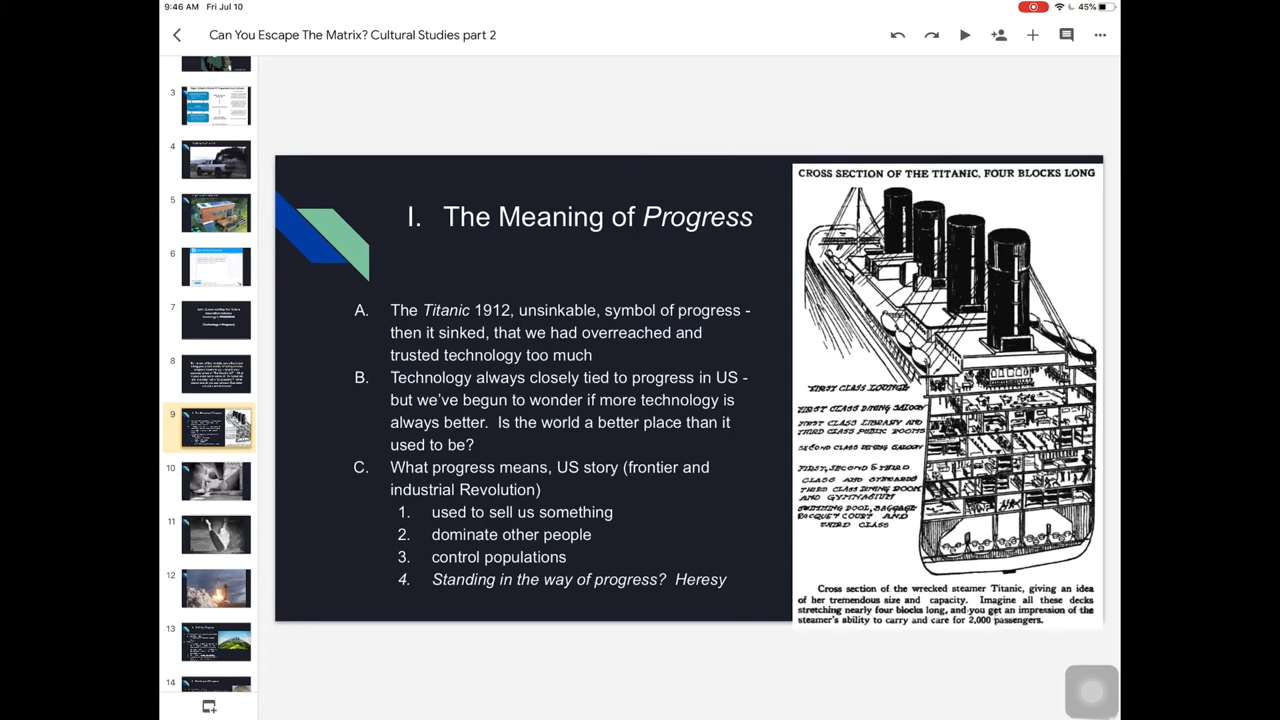 9:46 AM Fri Jul 10
45%
Can You Escape The Matrix? Cultural Studies part 2
3
4
5
6
7
8
9
10
11
12
13
14
I. The Meaning of Progress
A. The Titanic 1912, unsinkable, symbol of progress -
then it sinked, that we had overreached and
trusted technology too much
B. Technology always closely tied to progress in US -
but we've begun to wonder if more technology is
always better. Is the world a better place than it
used to be?
C. What progress means, US story (frontier and
industrial Revolution)
1. used to sell us something
2. dominate other people
3. control populations
4. Standing in the way of progress? Heresy
CROSS SECTION OF THE TITANIC, FOUR BLOCKS LONG
FIRST CLASS LOUNGE
FIRST CLASS DINING SALOON
FIRST CLASS LIBRARY AND
THIRD CLASS PUBLIC ROOMS
SECOND CLASS DINING SALOON
FIRST, SECOND & THIRD
CLASS AND STEWARDS
THIRD CLASS DINING ROOM
AND GYMNASIUM
SWIMMING POOL, BAGGAGE
RACQUET COURT AND
THIRD CLASS
Cross section of the wrecked steamer Titanic, giving an idea
of her tremendous size and capacity. Imagine all these decks
stretching nearly four blocks long, and you get an impression of the
steamer's ability to carry and care for 2,000 passengers.